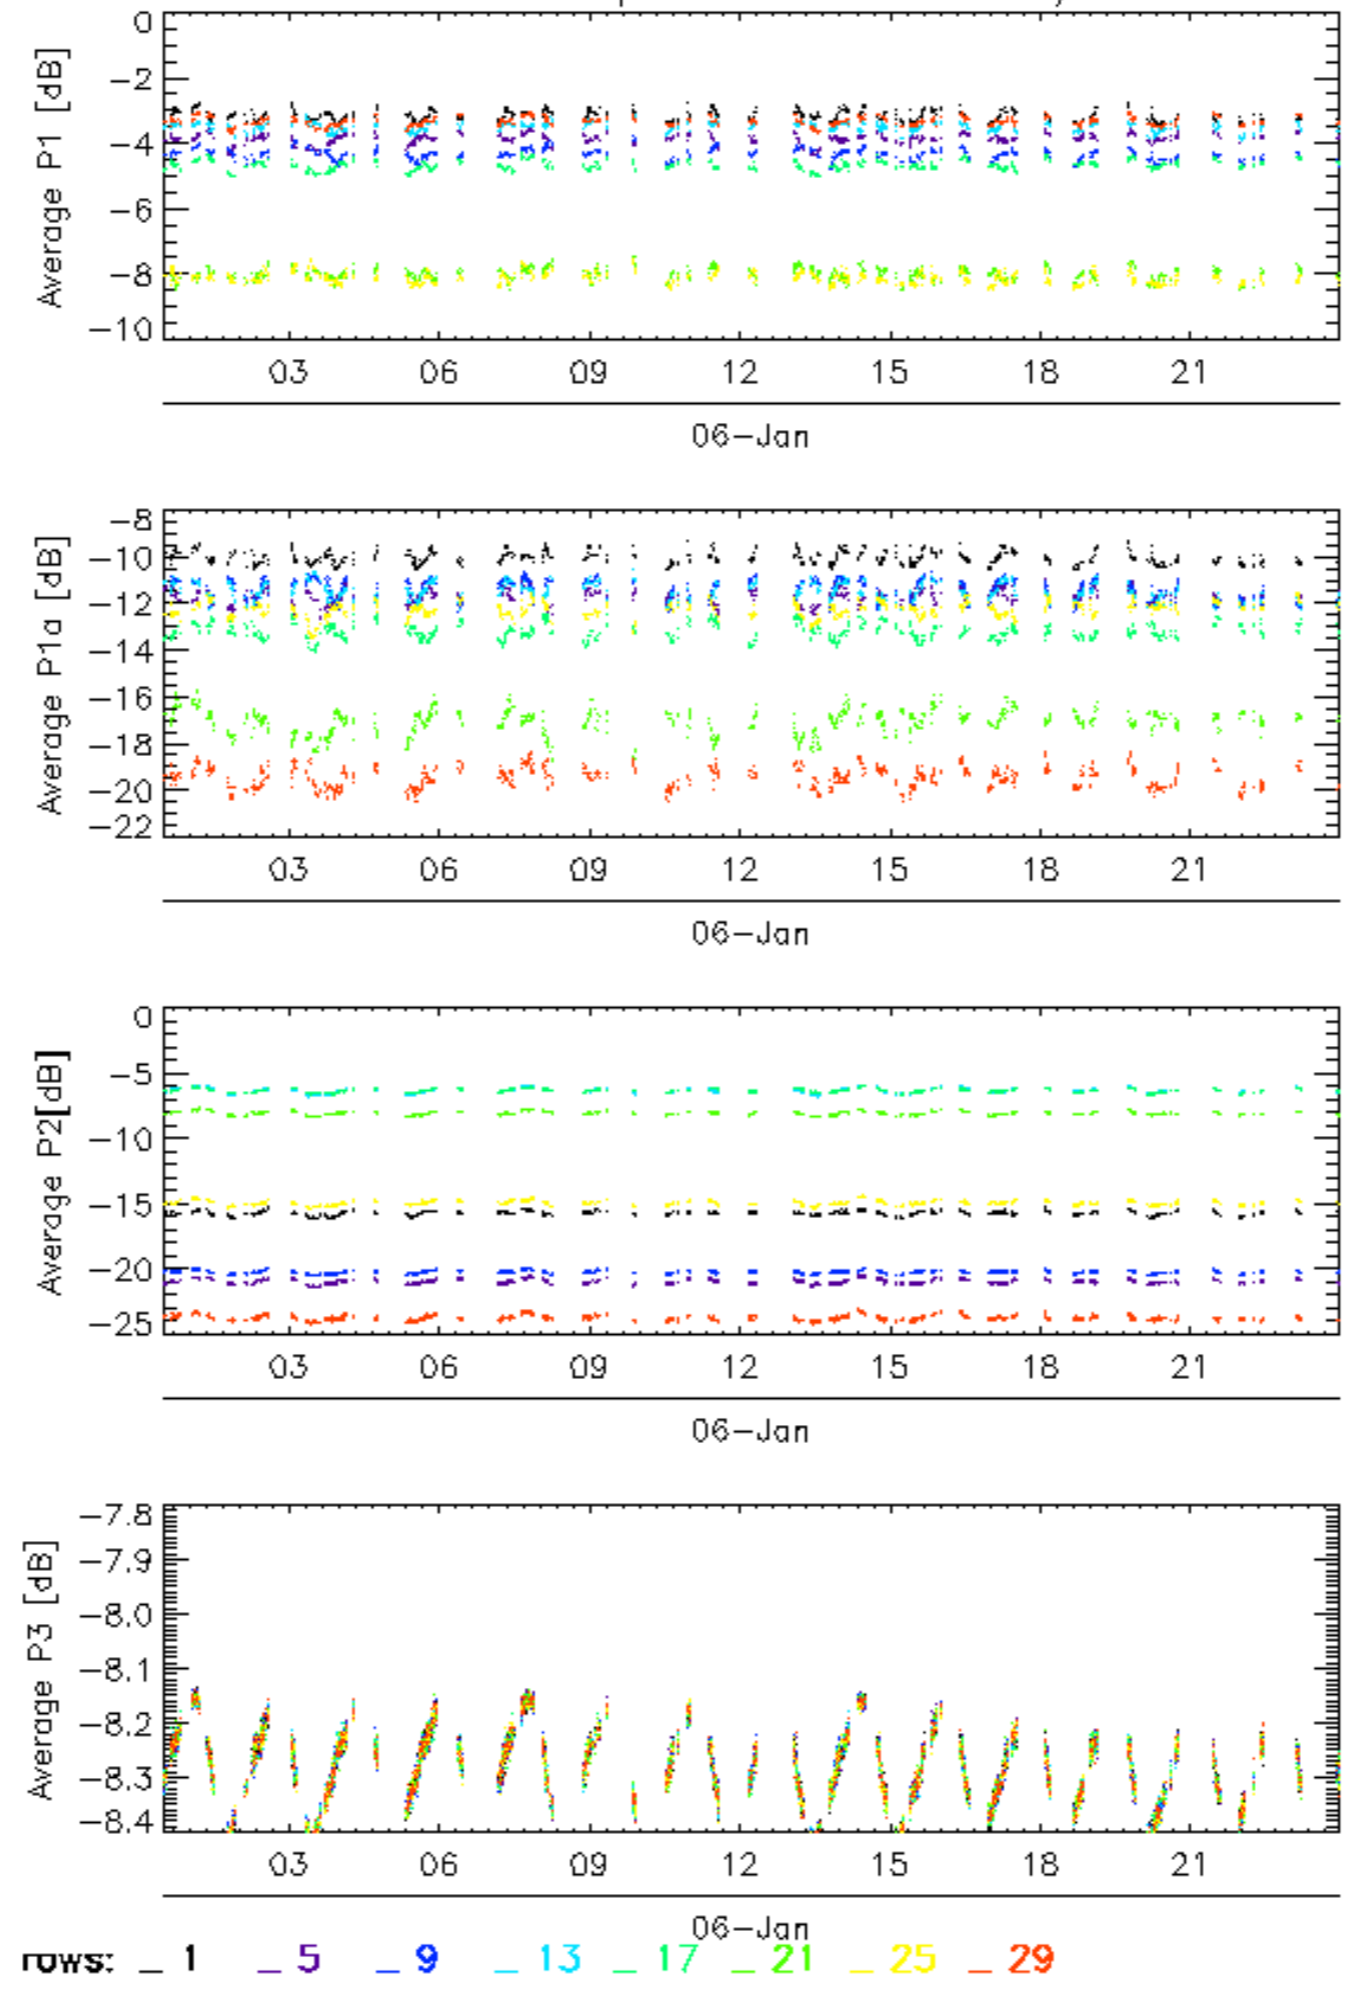 Average P1 [dB]
0
−2
−4
−6
−8
−10
03 06 09 12 15 18 21
06−Jan
Average P1a [dB]
−8
−10
−12
−14
−16
−18
−20
−22
03 06 09 12 15 18 21
06−Jan
Average P2[dB]
0
−5
−10
−15
−20
−25
03 06 09 12 15 18 21
06−Jan
Average P3 [dB]
−7.8
−7.9
−8.0
−8.1
−8.2
−8.3
−8.4
03 06 09 12 15 18 21
06−Jan
rows: _ 1 _ 5 _ 9 _ 13 _ 17 _ 21 _ 25 _ 29